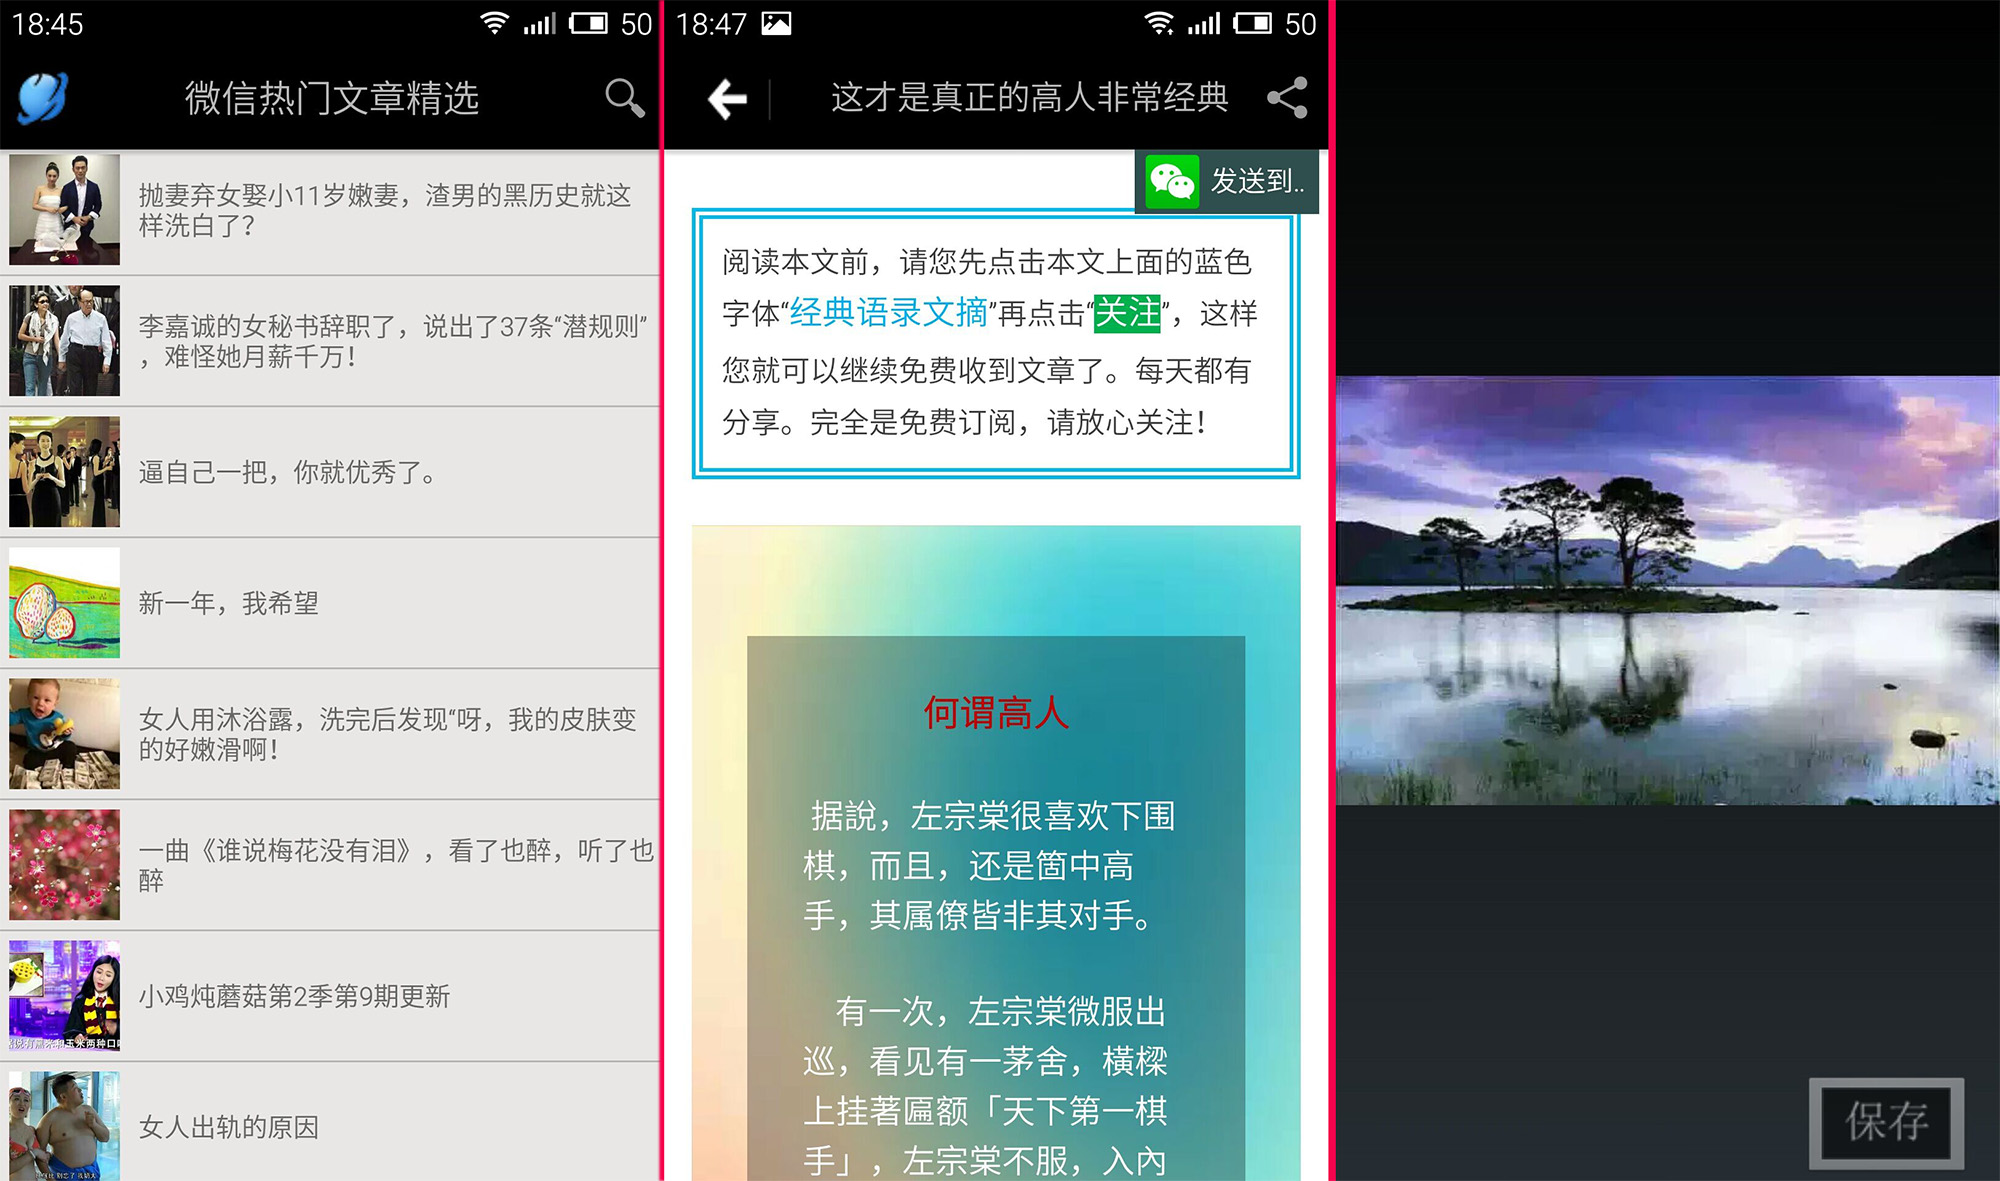 18:45
50
微信热门文章精选
抛妻弃女娶小11岁嫩妻，渣男的黑历史就这
样洗白了？
李嘉诚的女秘书辞职了，说出了37条“潜规则”
，难怪她月薪千万！
逼自己一把，你就优秀了。
新一年，我希望
女人用沐浴露，洗完后发现“呀，我的皮肤变
的好嫩滑啊！
一曲《谁说梅花没有泪》，看了也醉，听了也
醉
小鸡炖蘑菇第2季第9期更新
女人出轨的原因
18:47
50
这才是真正的高人非常经典
发送到..
阅读本文前，请您先点击本文上面的蓝色
字体“经典语录文摘”再点击“关注”，这样
您就可以继续免费收到文章了。每天都有
分享。完全是免费订阅，请放心关注！
何谓高人
据說，左宗棠很喜欢下围
棋，而且，还是箇中高
手，其属僚皆非其对手。
有一次，左宗棠微服出
巡，看见有一茅舍，橫樑
上挂著匾额「天下第一棋
手」，左宗棠不服，入內
保存